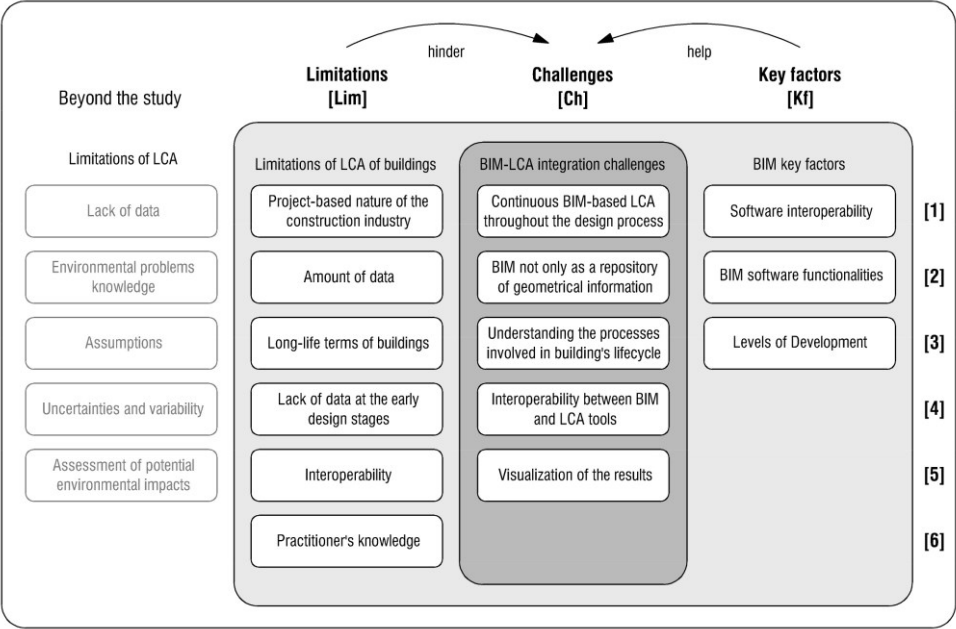 hinder
help
Limitations
[Lim]
Challenges
[Ch]
Key factors
[Kf]
Beyond the study
Limitations of LCA
Limitations of LCA of buildings
BIM-LCA integration challenges
BIM key factors
Lack of data
Project-based nature of the
construction industry
Continuous BIM-based LCA
throughout the design process
Software interoperability
[1]
Environmental problems
knowledge
Amount of data
BIM not only as a repository
of geometrical information
BIM software functionalities
[2]
Assumptions
Long-life terms of buildings
Understanding the processes
involved in building's lifecycle
Levels of Development
[3]
Uncertainties and variability
Lack of data at the early
design stages
Interoperability between BIM
and LCA tools
[4]
Assessment of potential
environmental impacts
Interoperability
Visualization of the results
[5]
Practitioner's knowledge
[6]